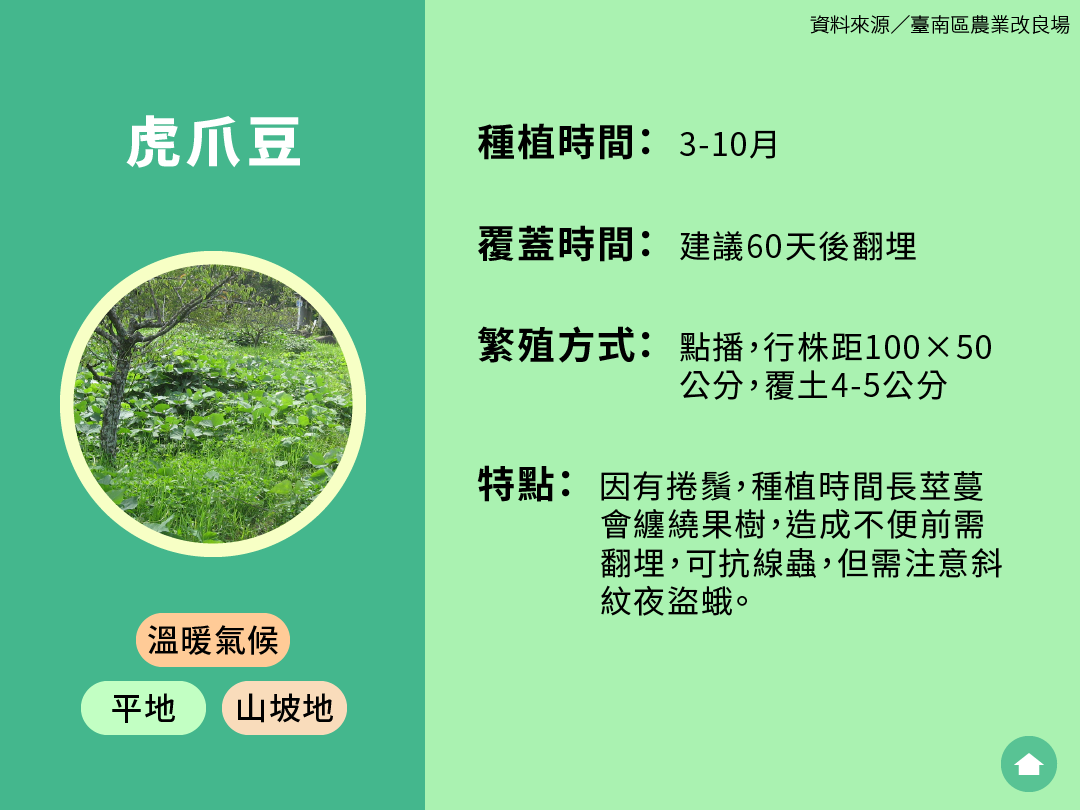 資料來源／臺南區農業改良場
虎爪豆
溫暖氣候
平地
山坡地
種植時間： 3-10月
覆蓋時間： 建議60天後翻埋
繁殖方式： 點播，行株距100×50
公分，覆土4-5公分
特點： 因有捲鬚，種植時間長莖蔓
會纏繞果樹，造成不便前需
翻埋，可抗線蟲，但需注意斜
紋夜盜蛾。